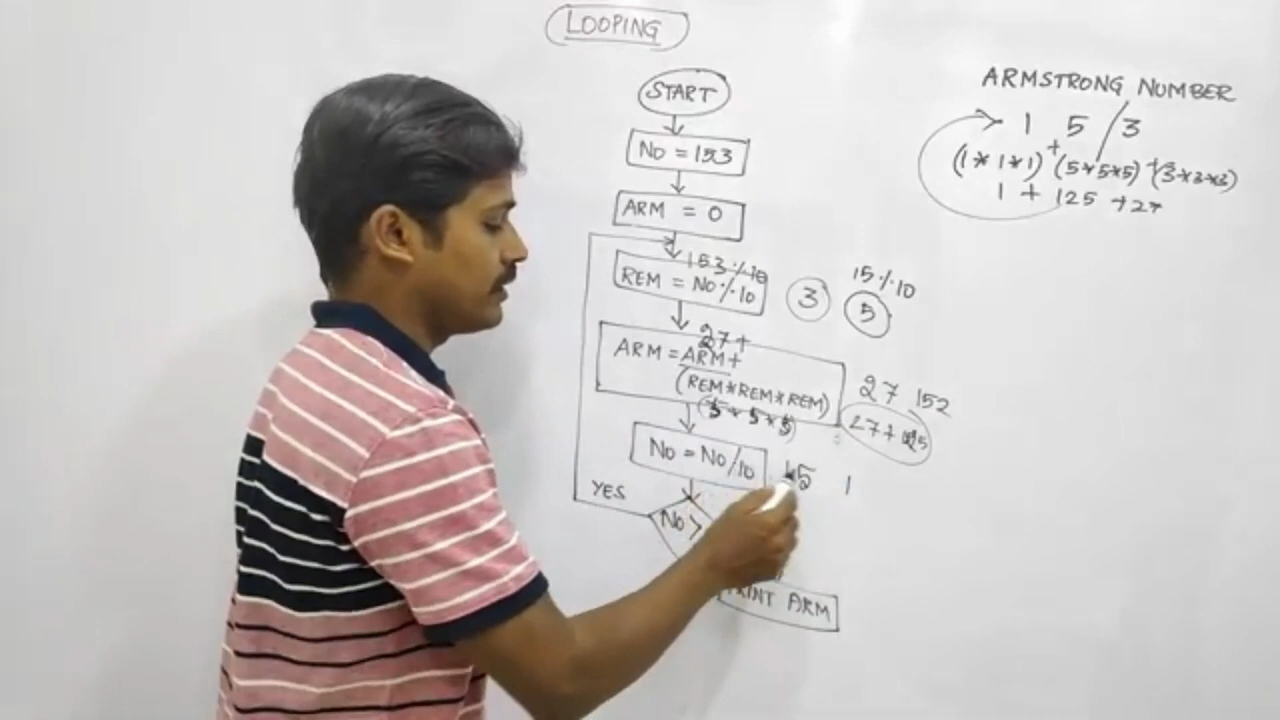 LOOPING
START
NO = 153
ARM = 0
153 % 10
REM = NO % 10
3
15 % 10
5
27+
ARM = ARM+
(REM*REM*REM)
(5 * 5 * 5)
27 152
27 + 125
NO = NO/10
15 1
YES
NO >
PRINT ARM
ARMSTRONG NUMBER
1 5 / 3
(1 * 1 * 1) + (5*5*5) + (3*3*3)
1 + 125 + 27